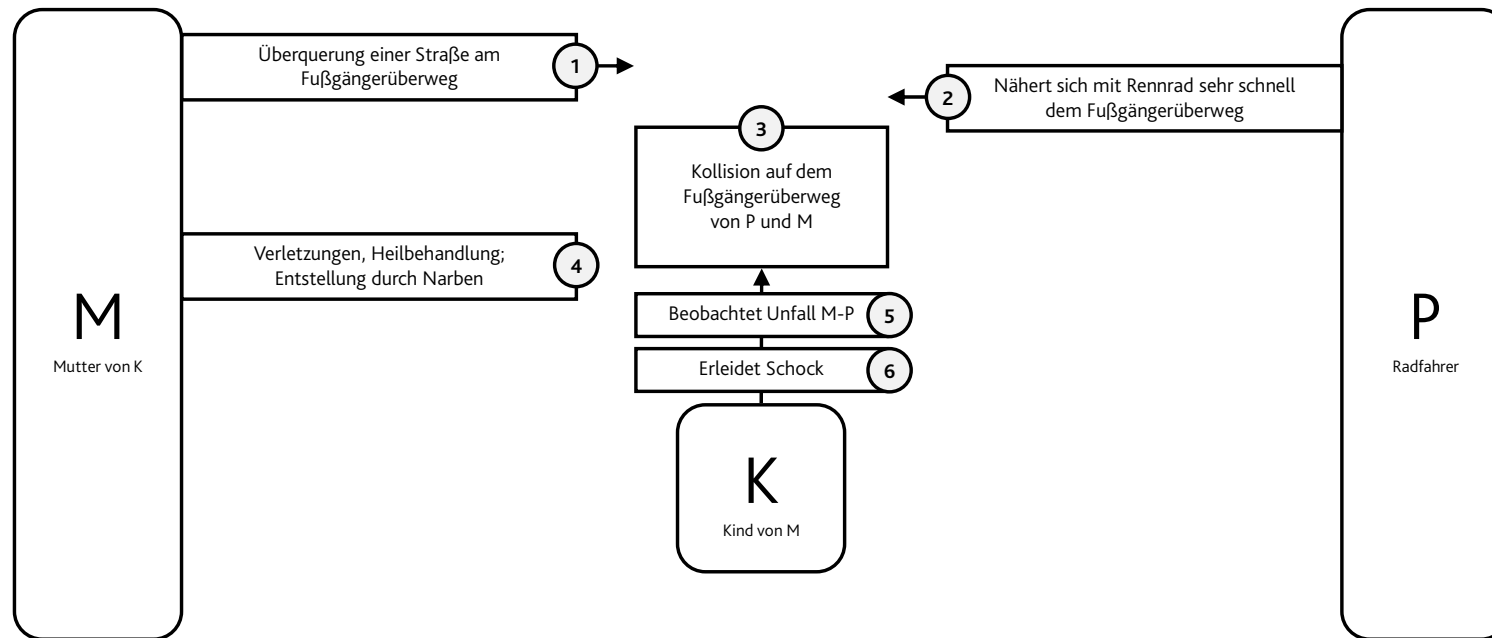 Überquerung einer Straße am
Fußgängerüberweg
1
2
Nähert sich mit Rennrad sehr schnell
dem Fußgängerüberweg
3
Kollision auf dem
Fußgängerüberweg
von P und M
Verletzungen, Heilbehandlung;
Entstellung durch Narben
4
M
Mutter von K
Beobachtet Unfall M-P
5
Erleidet Schock
6
P
Radfahrer
K
Kind von M